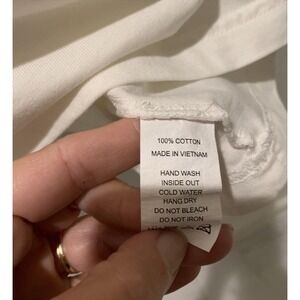 100% COTTON
MADE IN VIETNAM
HAND WASH
INSIDE OUT
COLD WATER
HANG DRY
DO NOT BLEACH
DO NOT IRON